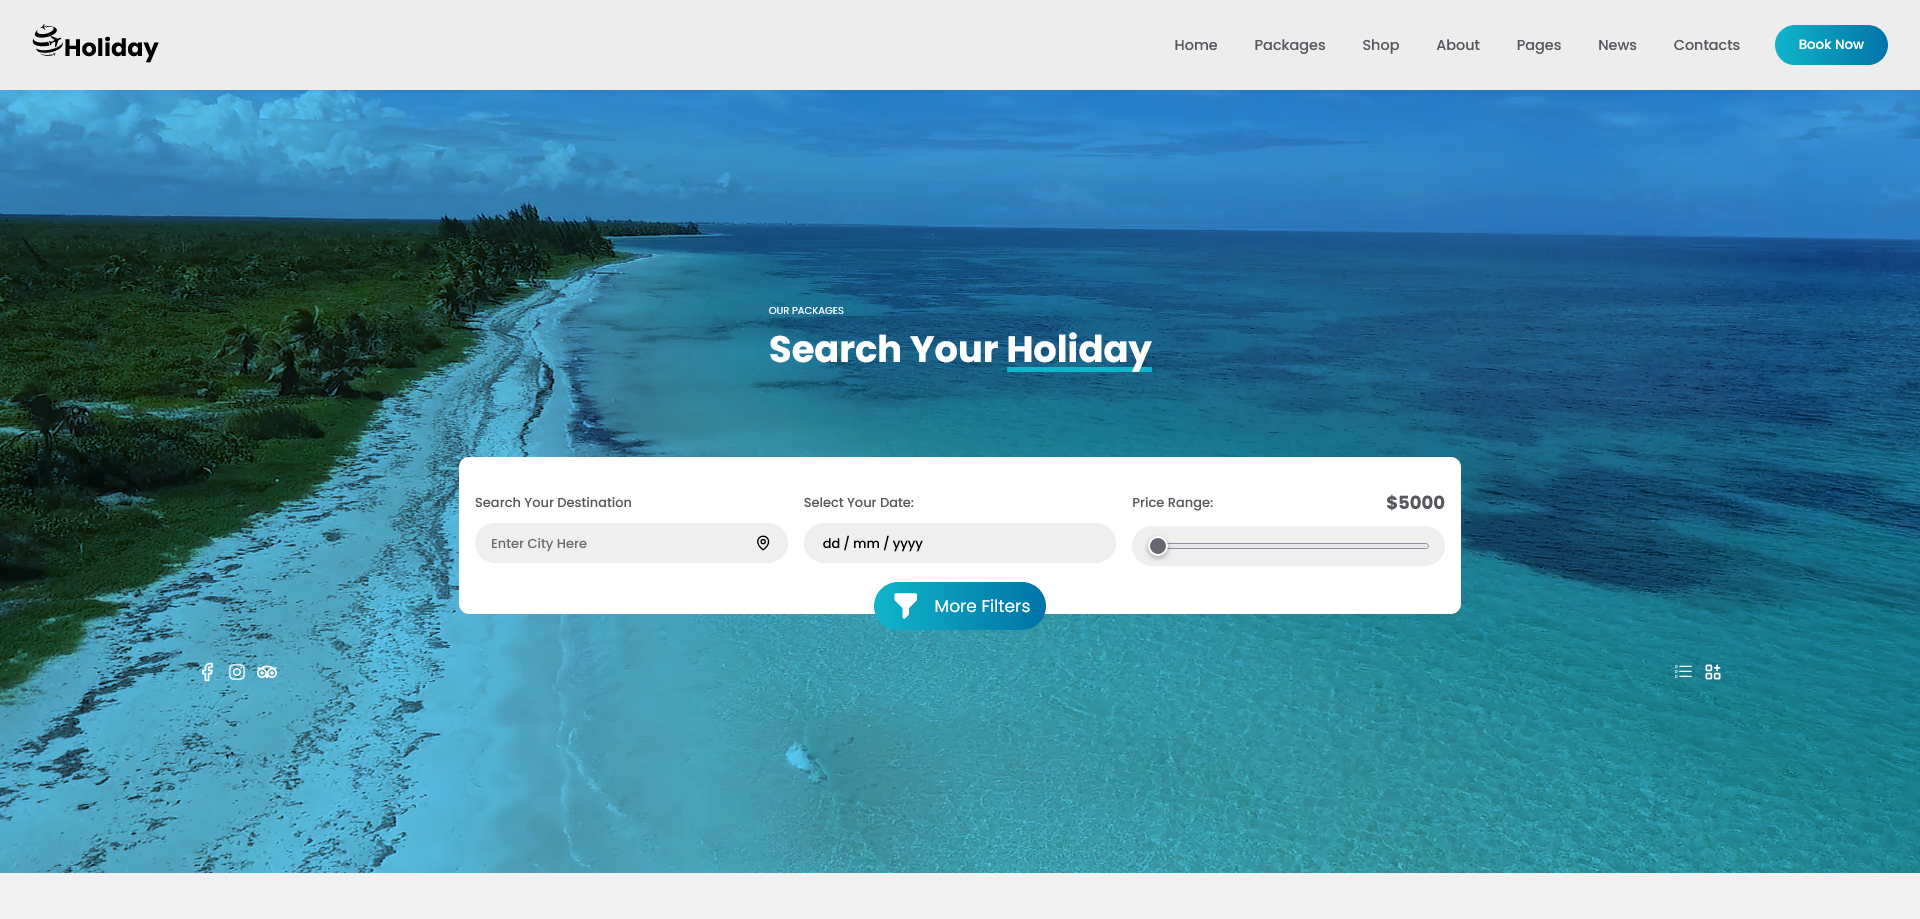 Holiday
Home Packages Shop About Pages News Contacts Book Now
OUR PACKAGES
Search Your Holiday
Search Your Destination Select Your Date: Price Range: $5000
Enter City Here dd / mm / yyyy
More Filters